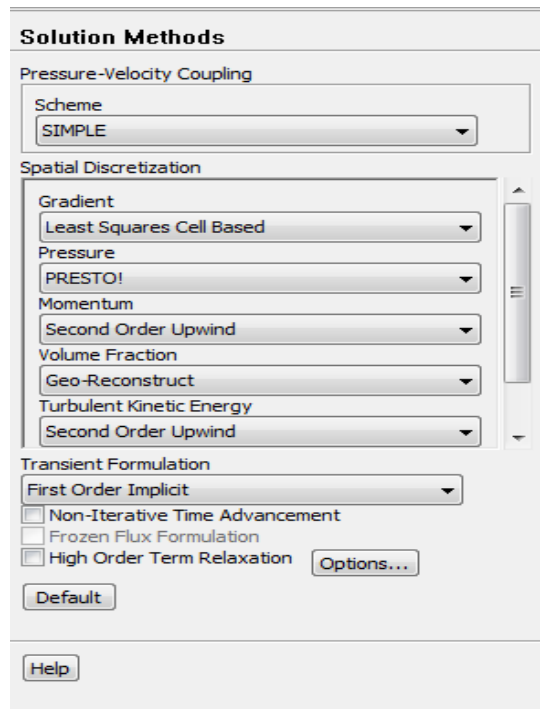 Solution Methods
Pressure-Velocity Coupling
Scheme
SIMPLE
Spatial Discretization
Gradient
Least Squares Cell Based
Pressure
PRESTO!
Momentum
Second Order Upwind
Volume Fraction
Geo-Reconstruct
Turbulent Kinetic Energy
Second Order Upwind
Transient Formulation
First Order Implicit
Non-Iterative Time Advancement
Frozen Flux Formulation
High Order Term Relaxation Options...
Default
Help